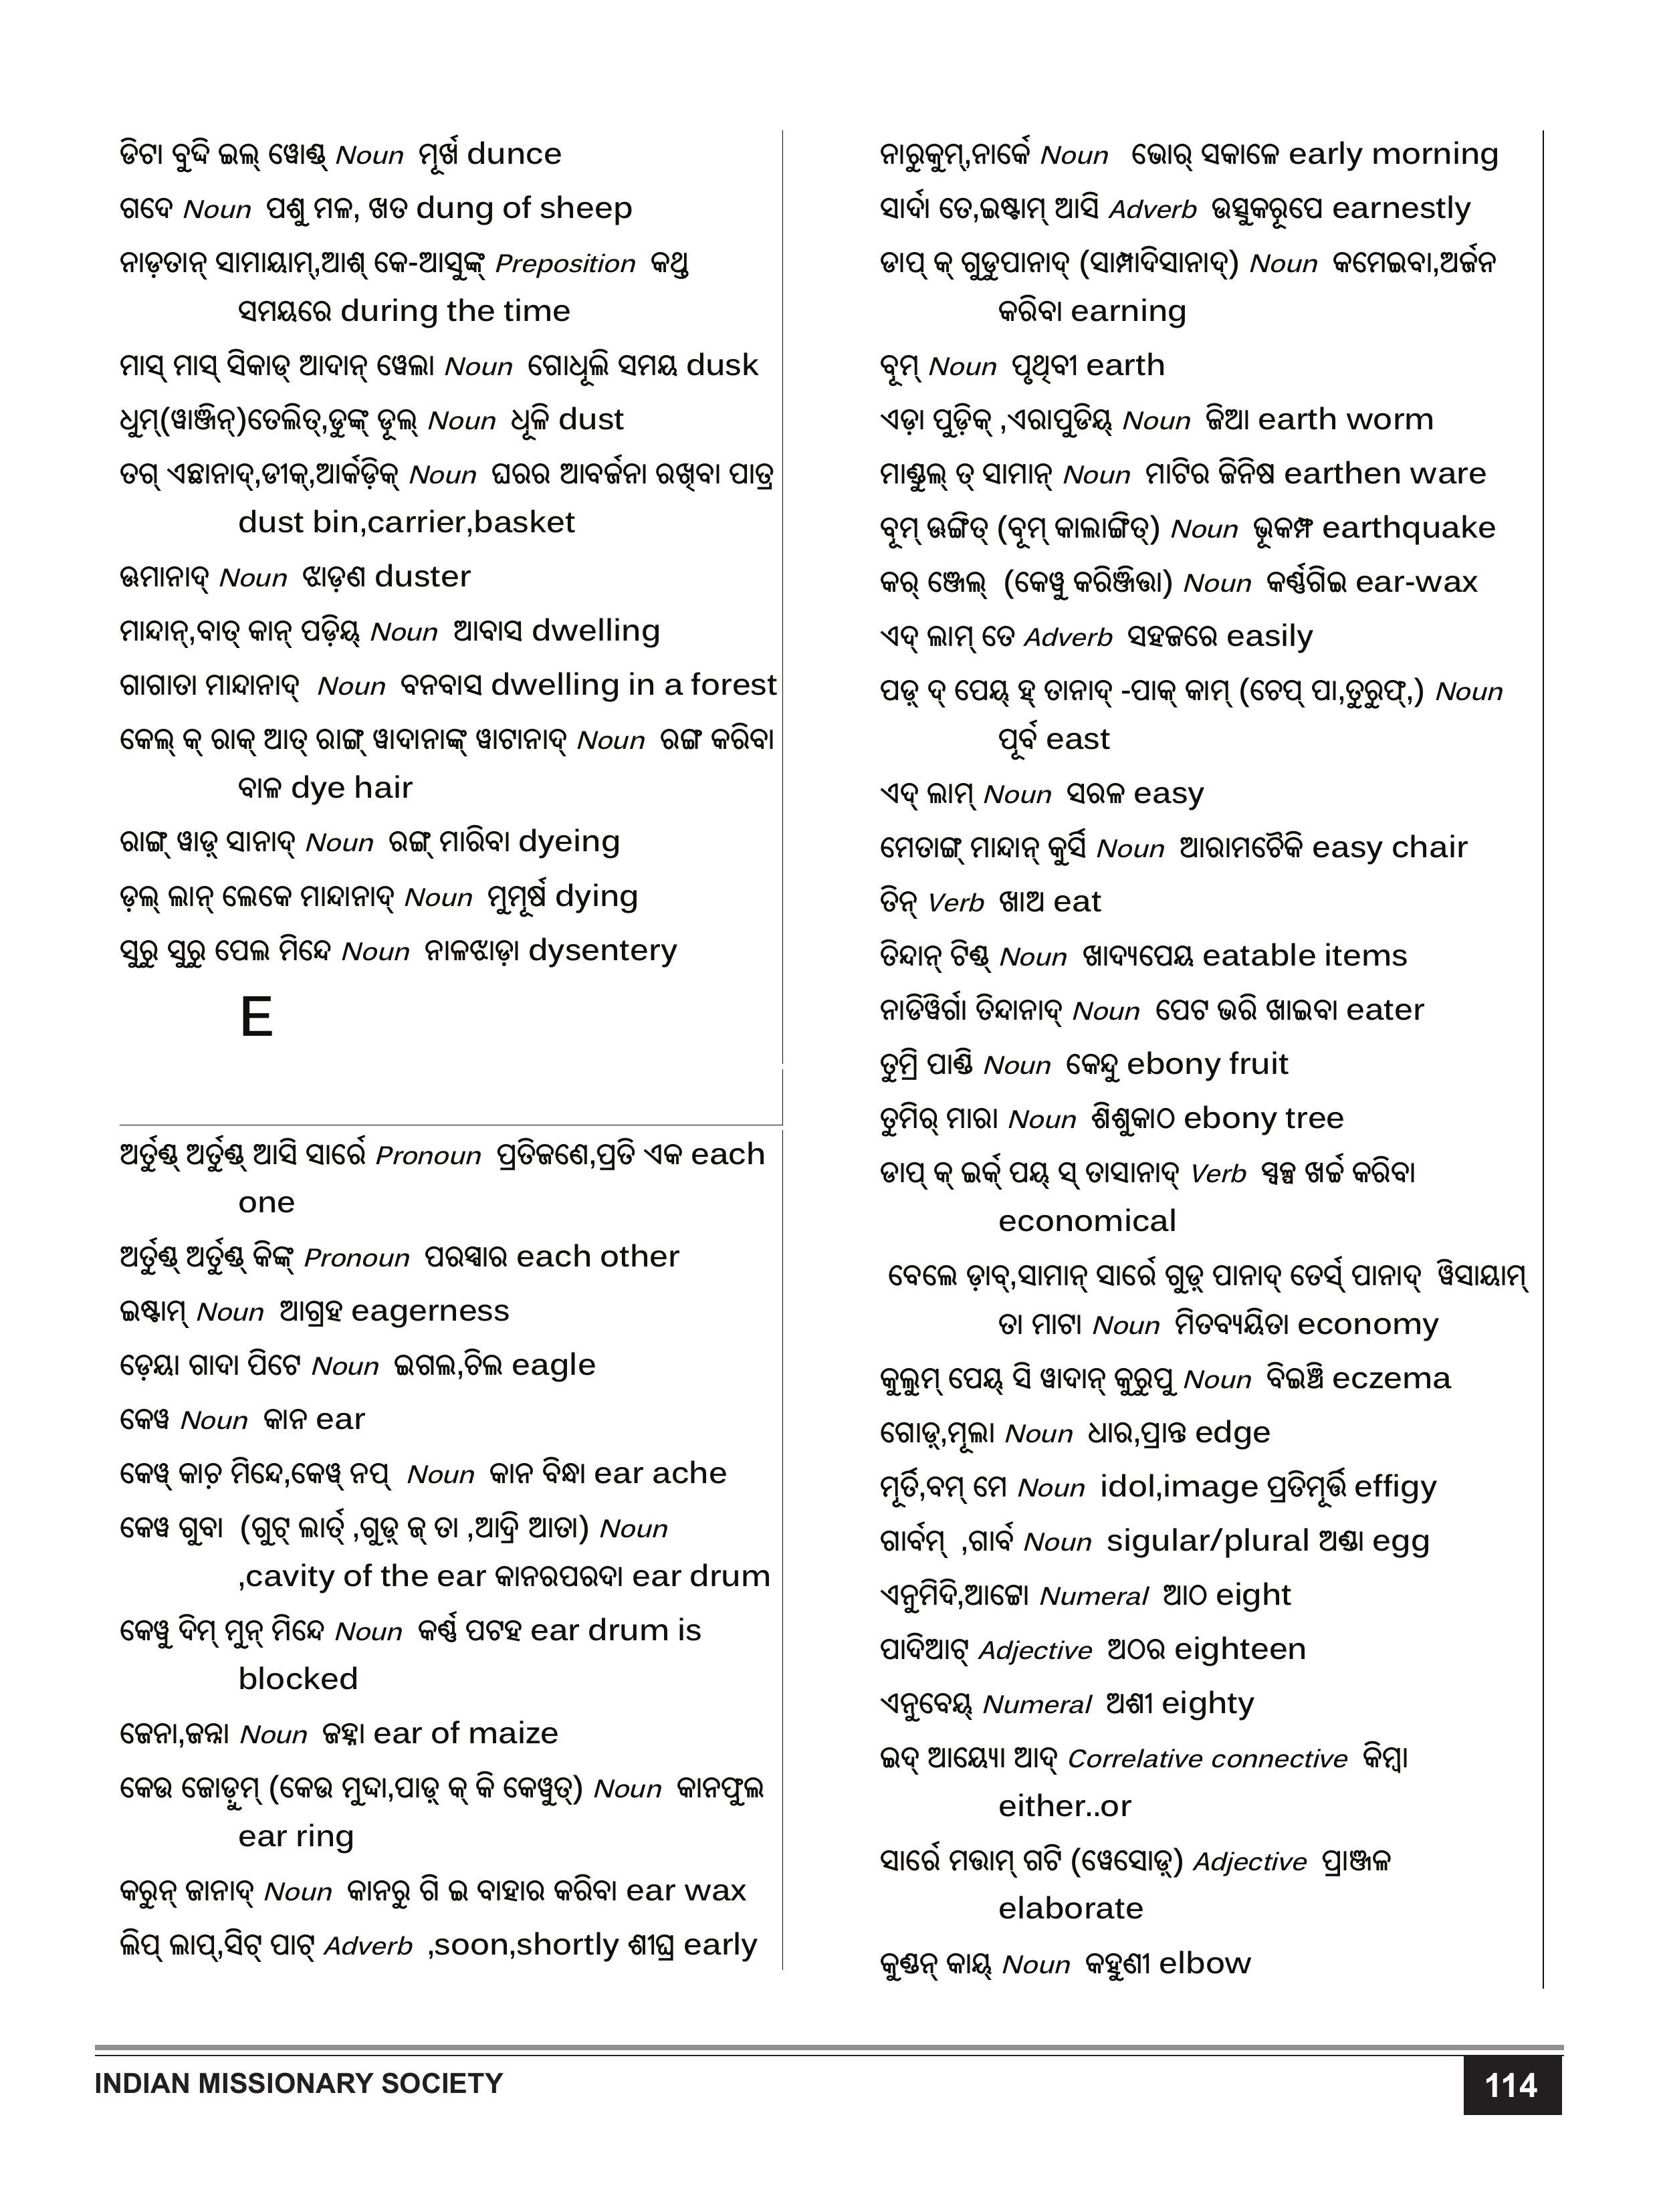 ଡିଟା ବୁଦ୍ଦି ଇଲ୍ ୱୋଣ୍ଡ୍ Noun ମୂର୍ଖ dunce
ଗଦେ Noun ପଶୁ ମଳ, ଖତ dung of sheep
ନାଡ଼ତାନ୍ ସାମାୟାମ୍,ଆଶ୍ କେ-ଆସୁଙ୍କ୍ Preposition କଥିତ
ସମୟରେ during the time
ମାସ୍ ମାସ୍ ସିକାଡ୍ ଆଦାନ୍ ୱେଲା Noun ଗୋଧୂଲି ସମୟ dusk
ଧୁମ୍(ୱାଞ୍ଜିନ୍)ତେଲିତ୍,ଡୁଙ୍କ୍ ଡୂଲ୍ Noun ଧୂଳି dust
ତଗ୍ ଏଛାନାଦ୍,ଡୀକ୍,ଆର୍କଡ଼ିକ୍ Noun ଘରର ଆବର୍ଜନା ରଖିବା ପାତ୍ର
dust bin,carrier,basket
ଊମାନାଦ୍ Noun ଝାଡ଼ଣ duster
ମାନ୍ଦାନ୍,ବାତ୍ କାନ୍ ପଡ଼ିୟ୍ Noun ଆବାସ dwelling
ଗାଗାଡା ମାନ୍ଦାନାଦ୍ Noun ବନବାସ dwelling in a forest
କେଲ୍ କ୍ ରାକ୍ ଆତ୍ ରାଙ୍ଗ୍ ୱାଦାନାଙ୍କ୍ ୱାଟାନାଦ୍ Noun ରଙ୍ଗ କରିବା
ବାଳ dye hair
ରାଙ୍ଗ୍ ୱାଡ଼୍ ସାନାଦ୍ Noun ରଙ୍ଗ୍ ମାରିବା dyeing
ଡ଼ଲ୍ ଲାନ୍ ଲେକେ ମାନ୍ଦାନାଦ୍ Noun ମୁମୂର୍ଷ dying
ସୁରୁ ସୁରୁ ପେଲ ମିନ୍ଦେ Noun ନାଳଝାଡ଼ା dysentery
E
ଅର୍ତୁଣ୍ଡ୍ ଅର୍ତୁଣ୍ଡ୍ ଆସି ସାର୍ରେ Pronoun ପ୍ରତିଜଣେ,ପ୍ରତି ଏକ each
one
ଅର୍ତୁଣ୍ଡ୍ ଅର୍ତୁଣ୍ଡ୍ କିଙ୍କ୍ Pronoun ପରସ୍ପାର each other
ଇଷ୍ଟାମ୍ Noun ଆଗ୍ରହ eagerness
ଡ଼େୟା ଗାଦା ପିଟେ Noun ଇଗଲ,ଚିଲ eagle
କେୱ Noun କାନ ear
କେୱ୍ କାଚ଼ ମିନ୍ଦେ,କେୱ୍ ନପ୍ Noun କାନ ବିନ୍ଧା ear ache
କେୱ ଗୁବା (ଗୁଟ୍ ଲାର୍ତ୍ ,ଗୁଡ଼୍ ଜ୍ ତା ,ଆଦ୍ରି ଆତା) Noun
,cavity of the ear କାନରପରଦା ear drum
କେୱୁ ଦିମ୍ ମୁନ୍ ମିନ୍ଦେ Noun କର୍ଣ୍ଣ ପଟହ ear drum is
blocked
ଜେନା,ଜନ୍ନା Noun ଜହ୍ନା ear of maize
କେଉ ଜୋଡ଼ୁମ୍ (କେଉ ମୁଦ୍ଦା,ପାଡ଼୍ କ୍ କି କେୱୁତ୍) Noun କାନଫୁଲ
ear ring
କରୁନ୍ ଜାନାଦ୍ Noun କାନରୁ ଗି ଇ ବାହାର କରିବା ear wax
ଲିପ୍ ଲାପ୍,ସିଟ୍ ପାଟ୍ Adverb ,soon,shortly ଶୀଘ୍ର early
ନାରୁକୁମ୍,ନାର୍କେ Noun ଭୋର୍ ସକାଳେ early morning
ସାର୍ଦା ତେ,ଇଷ୍ଟାମ୍ ଆସି Adverb ଉତ୍ସୁକରୂପେ earnestly
ଡାପ୍ କ୍ ଗୁଡୁପାନାଦ୍ (ସାମ୍ପାଦିସାନାଦ୍) Noun କମେଇବା,ଅର୍ଜନ
କରିବା earning
ବୂମ୍ Noun ପୃଥିବୀ earth
ଏଡ଼ା ପୁଡ଼ିକ୍ ,ଏରାପୁଡିୟ୍ Noun ଜିଆ earth worm
ମାଣ୍ଡୁଲ୍ ତ୍ ସାମାନ୍ Noun ମାଟିର ଜିନିଷ earthen ware
ବୂମ୍ ଊଙ୍ଗିତ୍ (ବୂମ୍ କାଲାଙ୍ଗିତ୍) Noun ଭୂକମ୍ପ earthquake
କର୍ ଞ୍ଜେଲ୍ (କେୱୁ କରିଞ୍ଜିଉା) Noun କର୍ଣ୍ଣଗିଇ ear-wax
ଏଦ୍ ଲାମ୍ ତେ Adverb ସହଜରେ easily
ପଡ଼୍ ଦ୍ ପେୟ୍ ହ୍ ତାନାଦ୍ -ପାକ୍ କାମ୍ (ଚେପ୍ ପା,ତୁରୁଫ୍,) Noun
ପୂର୍ବ east
ଏଦ୍ ଲାମ୍ Noun ସରଳ easy
ମେତାଙ୍ଗ୍ ମାନ୍ଦାନ୍ କୁର୍ସି Noun ଆରାମଚୈକି easy chair
ତିନ୍ Verb ଖାଅ eat
ତିନ୍ଦାନ୍ ଟିଣ୍ଡ୍ Noun ଖାଦ୍ୟପେୟ eatable items
ନାଡିୱିର୍ଗା ତିନ୍ଦାନାଦ୍ Noun ପେଟ ଭରି ଖାଇବା eater
ତୁମ୍ରି ପାଣ୍ଡି Noun କେନ୍ଦୁ ebony fruit
ତୁମିର୍ ମାରା Noun ଶିଶୁକାଠ ebony tree
ଡାପ୍ କ୍ ଇର୍କ୍ ପୟ୍ ସ୍ ତାସାନାଦ୍ Verb ସ୍ୱଳ୍ପ ଖର୍ଚ୍ଚ କରିବା
economical
ବେଲେ ଡ଼ାବ୍,ସାମାନ୍ ସାର୍ରେ ଗୁଡ଼୍ ପାନାଦ୍ ତେର୍ସ୍ ପାନାଦ୍ ୱିସାୟାମ୍
ତା ମାଟା Noun ମିତବ୍ୟୟିତା economy
କୁଲୁମ୍ ପେୟ୍ ସି ୱାଦାନ୍ କୁରୁପୁ Noun ବିଇଞ୍ଚି eczema
ଗୋଡ଼୍,ମୂଲା Noun ଧାର,ପ୍ରାନ୍ତ edge
ମୂର୍ତି,ବମ୍ ମେ Noun idol,image ପ୍ରତିମୂର୍ତ୍ତି effigy
ଗାର୍ବମ୍ ,ଗାର୍ବ Noun sigular/plural ଅଣ୍ଡା egg
ଏନୁମିଦି,ଆଟ୍ଟୋ Numeral ଆଠ eight
ପାଦିଆଟ୍ Adjective ଅଠର eighteen
ଏନୁବେୟ୍ Numeral ଅଶୀ eighty
ଇଦ୍ ଆୟ୍ୟୋ ଆଦ୍ Correlative connective କିମ୍ବା
either..or
ସାର୍ରେ ମତ୍ତାମ୍ ଗଟି (ୱେସୋଡ଼୍) Adjective ପ୍ରାଞ୍ଜଳ
elaborate
କୁଣ୍ଡନ୍ କାୟ୍ Noun କହୁଣୀ elbow
INDIAN MISSIONARY SOCIETY
114